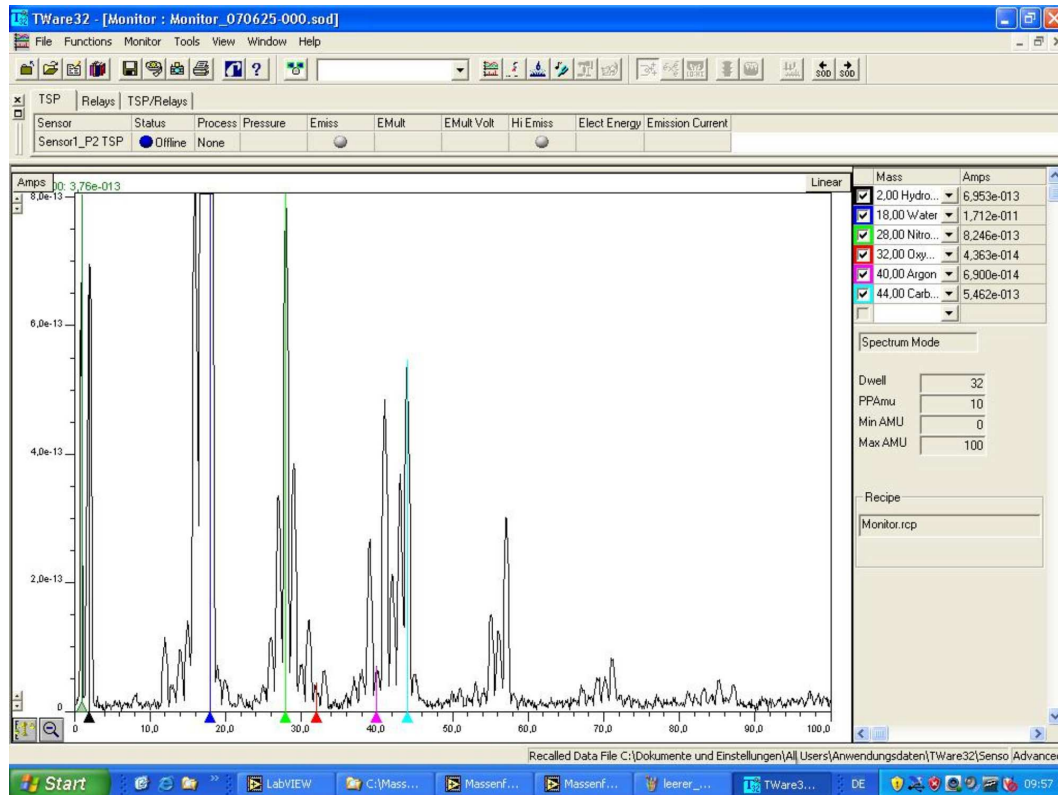 TWare32 - [Monitor : Monitor_070625-000.sod]
File Functions Monitor Tools View Window Help
SOD SOD
TSP Relays TSP/Relays
Sensor Status Process Pressure Emiss EMult EMult Volt Hi Emiss Elect Energy Emission Current
Sensor1_P2 TSP Offline None
Amps 00: 3,76e-013 Linear
8,0e-13
6,0e-13
4,0e-13
2,0e-13
0
0 10,0 20,0 30,0 40,0 50,0 60,0 70,0 80,0 90,0 100,0
Mass Amps
2,00 Hydro... 6,953e-013
18,00 Water 1,712e-011
28,00 Nitro... 8,246e-013
32,00 Oxy... 4,363e-014
40,00 Argon 6,900e-014
44,00 Carb... 5,462e-013
Spectrum Mode
Dwell 32
PPAmu 10
Min AMU 0
Max AMU 100
Recipe
Monitor.rcp
Recalled Data File C:\Dokumente und Einstellungen\All Users\Anwendungsdaten\TWare32\Senso Advanced
Start LabVIEW C:\Mass... Massenf... Massenf... leerer_... TWare3... DE 09:57